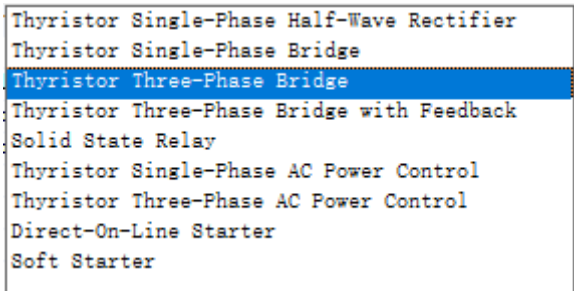 Thyristor Single-Phase Half-Wave Rectifier
Thyristor Single-Phase Bridge
Thyristor Three-Phase Bridge
Thyristor Three-Phase Bridge with Feedback
Solid State Relay
Thyristor Single-Phase AC Power Control
Thyristor Three-Phase AC Power Control
Direct-On-Line Starter
Soft Starter